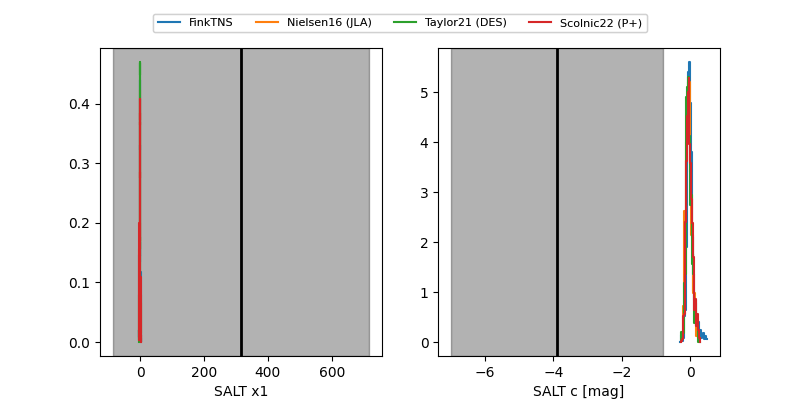 FinkTNS Nielsen16 (JLA) Taylor21 (DES) Scolnic22 (P+)
0.4
0.3
0.2
0.1
0.0
0 200 400 600
SALT x1
5
4
3
2
1
0
−6 −4 −2 0
SALT c [mag]